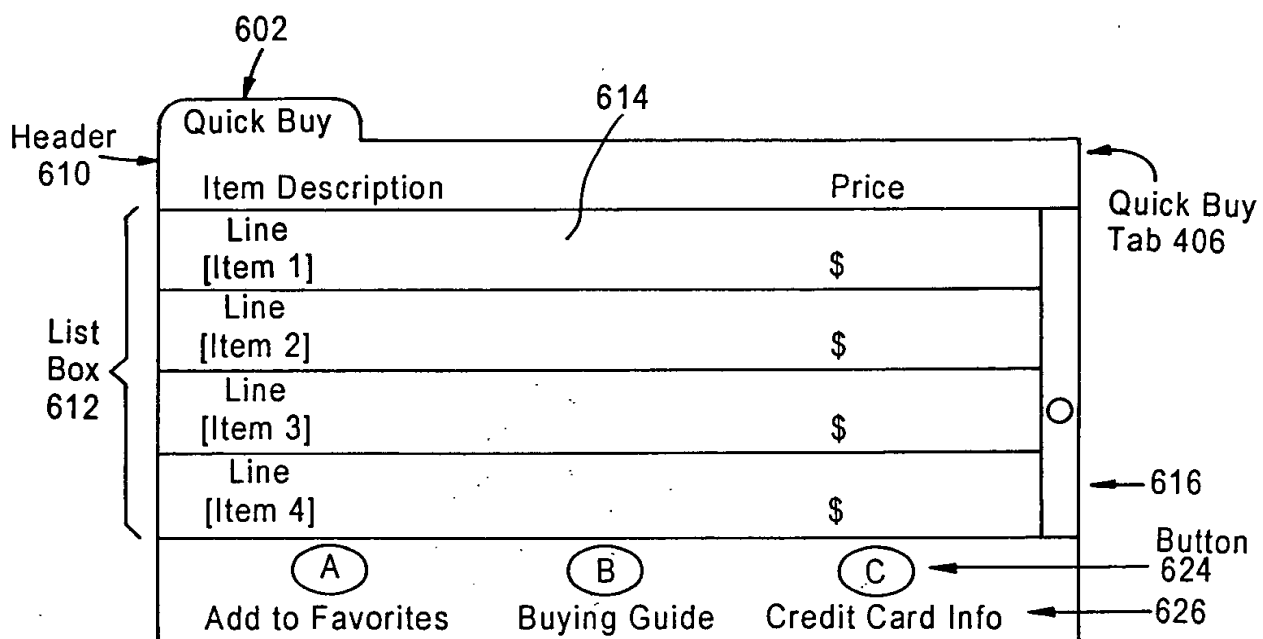 602
Quick Buy
614
Header
610
Item Description
Price
Quick Buy
Tab 406
List
Box
612
Line
[Item 1]
$
Line
[Item 2]
$
Line
[Item 3]
$
Line
[Item 4]
$
616
A
B
C
Button
624
Add to Favorites
Buying Guide
Credit Card Info
626